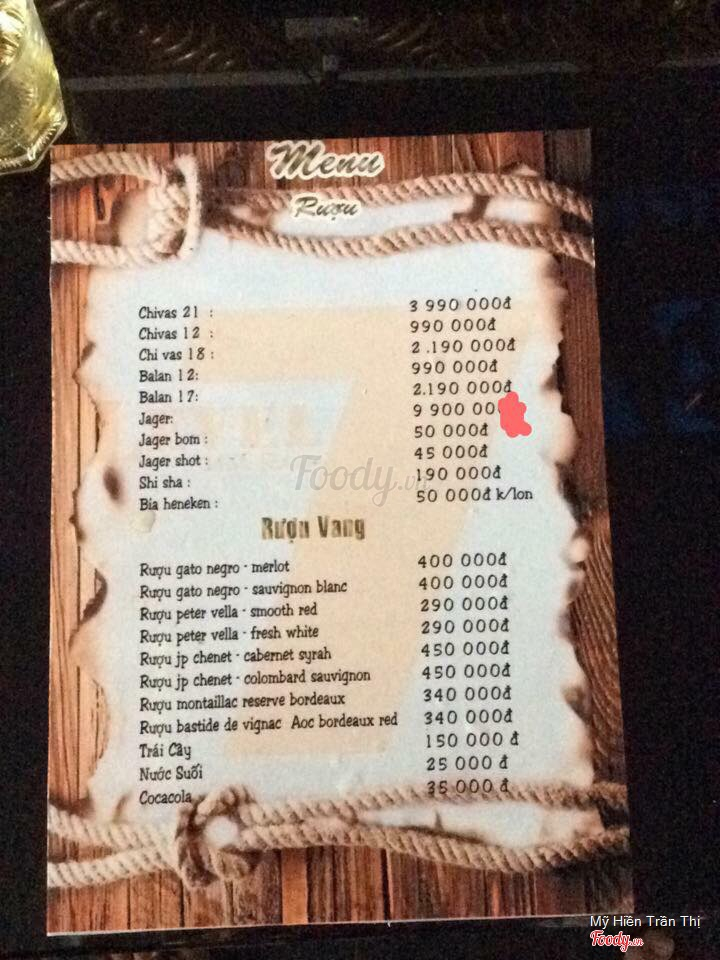 Menu
Rượu
Chivas 21 : 3 990 000đ
Chivas 12 : 990 000đ
Chi vas 18 : 2 .190 000đ
Balan 12: 990 000đ
Balan 17: 2.190 000đ
Jager: 9 900 00
Jager bom : 50 000đ
Jager shot : 45 000đ
Shi sha : 190 000đ
Bia heneken : 50 000đ k/lon
Foody.vn
Rượu Vang
Rượu gato negro - merlot 400 000đ
Rượu gato negro - sauvignon blanc 400 000đ
Rượu peter vella - smooth red 290 000đ
Rượu peter vella - fresh white 290 000đ
Rượu jp chenet - cabernet syrah 450 000đ
Rượu jp chenet - colombard sauvignon 450 000đ
Rượu montaillac reserve bordeaux 340 000đ
Rượu bastide de vignac Aoc bordeaux red 340 000đ
Trái Cây 150 000 đ
Nước Suối 25 000 đ
Cocacola 35 000 đ
Mỹ Hiền Trần Thị
Foody.vn